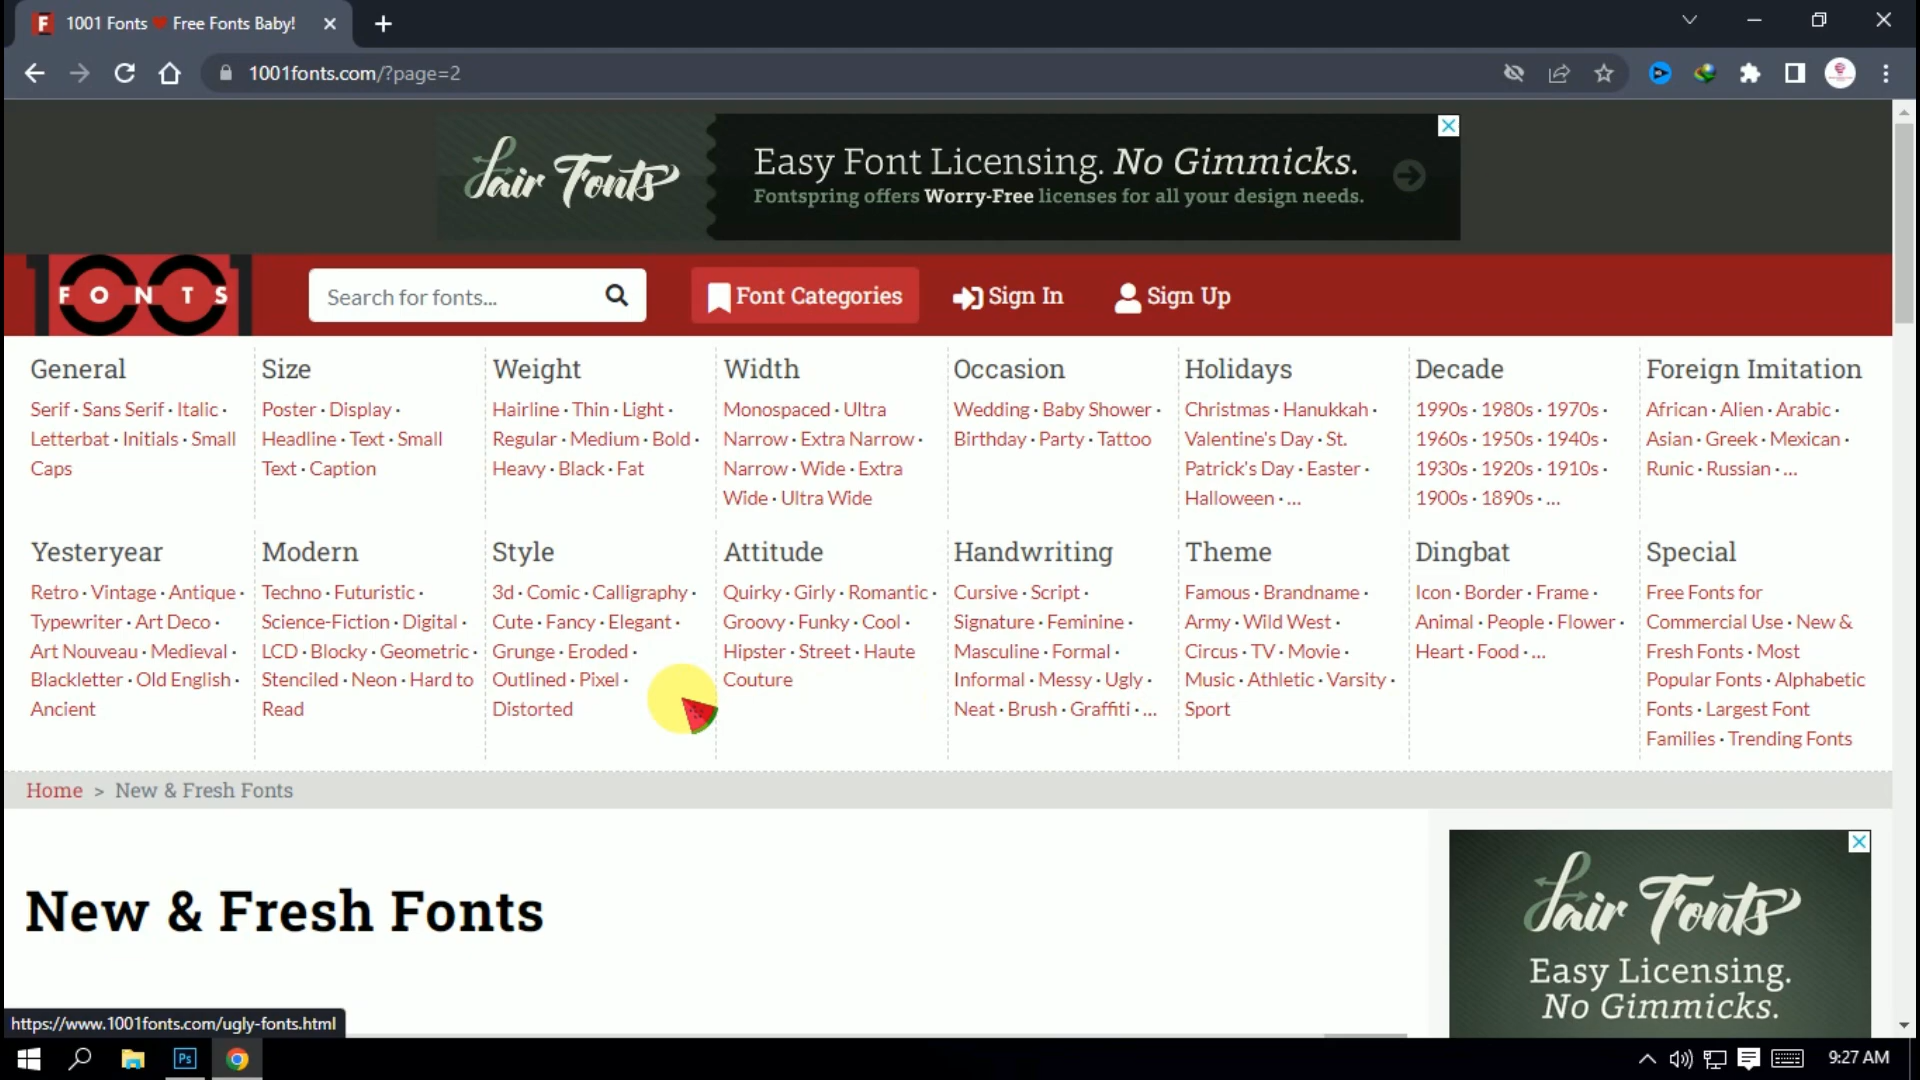 1001 Fonts ❤ Free Fonts Baby!
1001fonts.com/?page=2
Fair Fonts
Easy Font Licensing. No Gimmicks.
Fontspring offers Worry-Free licenses for all your design needs.
1001
FONTS
Search for fonts...
Font Categories
Sign In
Sign Up
General
Serif · Sans Serif · Italic ·
Letterbat · Initials · Small
Caps
Size
Poster · Display ·
Headline · Text · Small
Text · Caption
Weight
Hairline · Thin · Light ·
Regular · Medium · Bold ·
Heavy · Black · Fat
Width
Monospaced · Ultra
Narrow · Extra Narrow ·
Narrow · Wide · Extra
Wide · Ultra Wide
Occasion
Wedding · Baby Shower ·
Birthday · Party · Tattoo
Holidays
Christmas · Hanukkah ·
Valentine's Day · St.
Patrick's Day · Easter ·
Halloween · ...
Decade
1990s · 1980s · 1970s ·
1960s · 1950s · 1940s ·
1930s · 1920s · 1910s ·
1900s · 1890s · ...
Foreign Imitation
African · Alien · Arabic ·
Asian · Greek · Mexican ·
Runic · Russian · ...
Yesteryear
Retro · Vintage · Antique ·
Typewriter · Art Deco ·
Art Nouveau · Medieval ·
Blackletter · Old English ·
Ancient
Modern
Techno · Futuristic ·
Science-Fiction · Digital ·
LCD · Blocky · Geometric ·
Stenciled · Neon · Hard to
Read
Style
3d · Comic · Calligraphy ·
Cute · Fancy · Elegant ·
Grunge · Eroded ·
Outlined · Pixel ·
Distorted
Attitude
Quirky · Girly · Romantic ·
Groovy · Funky · Cool ·
Hipster · Street · Haute
Couture
Handwriting
Cursive · Script ·
Signature · Feminine ·
Masculine · Formal ·
Informal · Messy · Ugly ·
Neat · Brush · Graffiti · ...
Theme
Famous · Brandname ·
Army · Wild West ·
Circus · TV · Movie ·
Music · Athletic · Varsity ·
Sport
Dingbat
Icon · Border · Frame ·
Animal · People · Flower ·
Heart · Food · ...
Special
Free Fonts for
Commercial Use · New &
Fresh Fonts · Most
Popular Fonts · Alphabetic
Fonts · Largest Font
Families · Trending Fonts
Home > New & Fresh Fonts
New & Fresh Fonts
Fair Fonts
Easy Licensing.
No Gimmicks.
https://www.1001fonts.com/ugly-fonts.html
Ps
9:27 AM